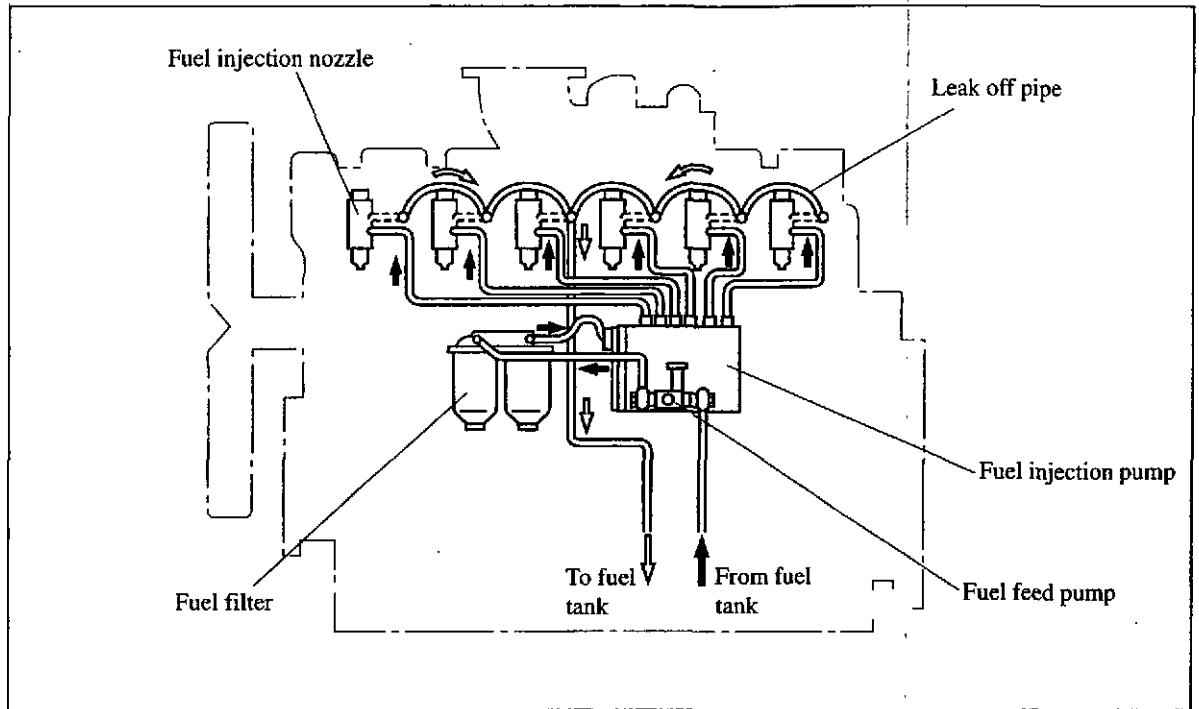 Fuel injection nozzle
Leak off pipe
Fuel injection pump
To fuel
tank
From fuel
tank
Fuel feed pump
Fuel filter